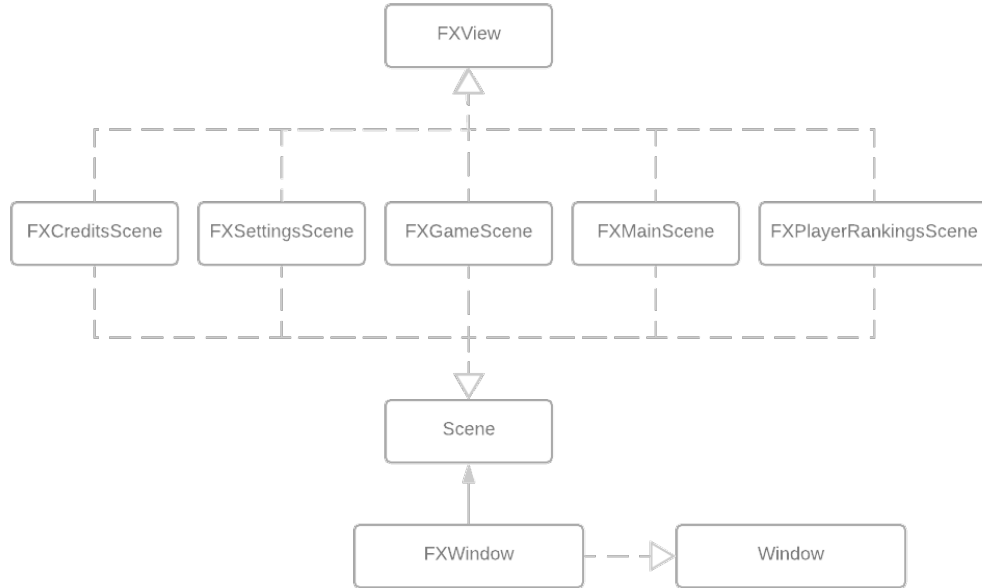 FXView
FXCreditsScene
FXSettingsScene
FXGameScene
FXMainScene
FXPlayerRankingsScene
Scene
FXWindow
Window